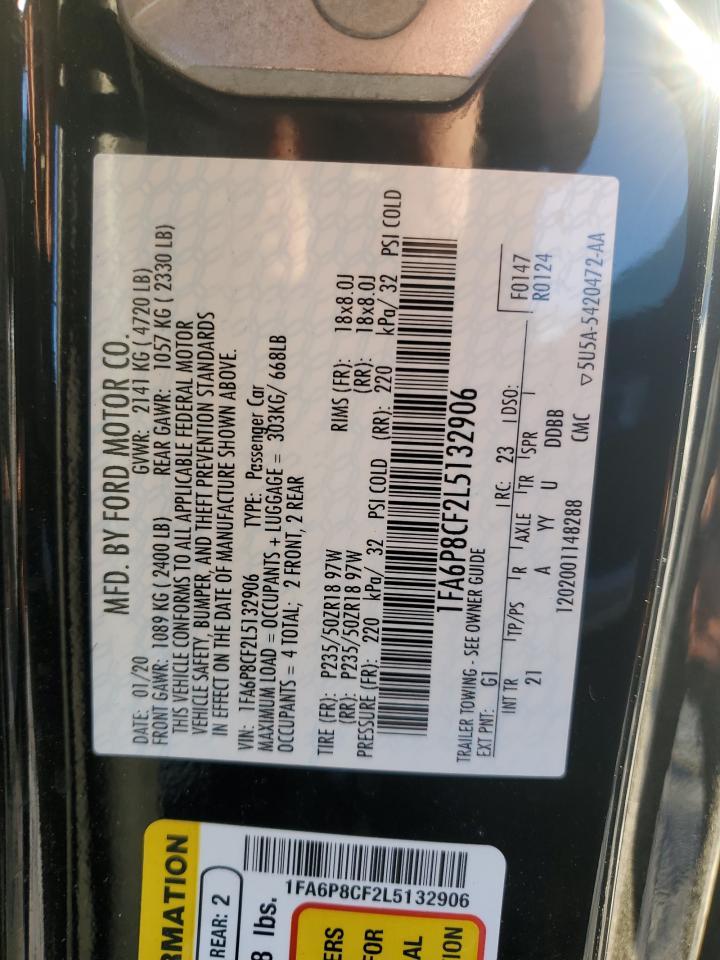 MFD. BY FORD MOTOR CO.
DATE: 01/20 GVWR: 2141 KG ( 4720 LB)
FRONT GAWR: 1089 KG ( 2400 LB) REAR GAWR: 1057 KG ( 2330 LB)
THIS VEHICLE CONFORMS TO ALL APPLICABLE FEDERAL MOTOR
VEHICLE SAFETY, BUMPER, AND THEFT PREVENTION STANDARDS
IN EFFECT ON THE DATE OF MANUFACTURE SHOWN ABOVE.
VIN: 1FA6P8CF2L5132906 TYPE: Passenger Car
MAXIMUM LOAD = OCCUPANTS + LUGGAGE = 303KG/ 668LB
OCCUPANTS = 4 TOTAL; 2 FRONT, 2 REAR
TIRE (FR): P235/50ZR18 97W RIMS (FR): 18x8.0J
(RR): P235/50ZR18 97W (RR): 18x8.0J
PRESSURE (FR): 220 kPa/ 32 PSI COLD (RR): 220 kPa/ 32 PSI COLD
1FA6P8CF2L5132906
TRAILER TOWING - SEE OWNER GUIDE
EXT PNT: G1 RC: 23 DSO: F0147
INT TR TP/PS R AXLE TR SPR R0124
21 A YY U DDBB
1202001148288 CMC ▽5U5A-5420472-AA
RMATION
REAR: 2
8 lbs.
1FA6P8CF2L5132906
ERS
FOR
AL
ION